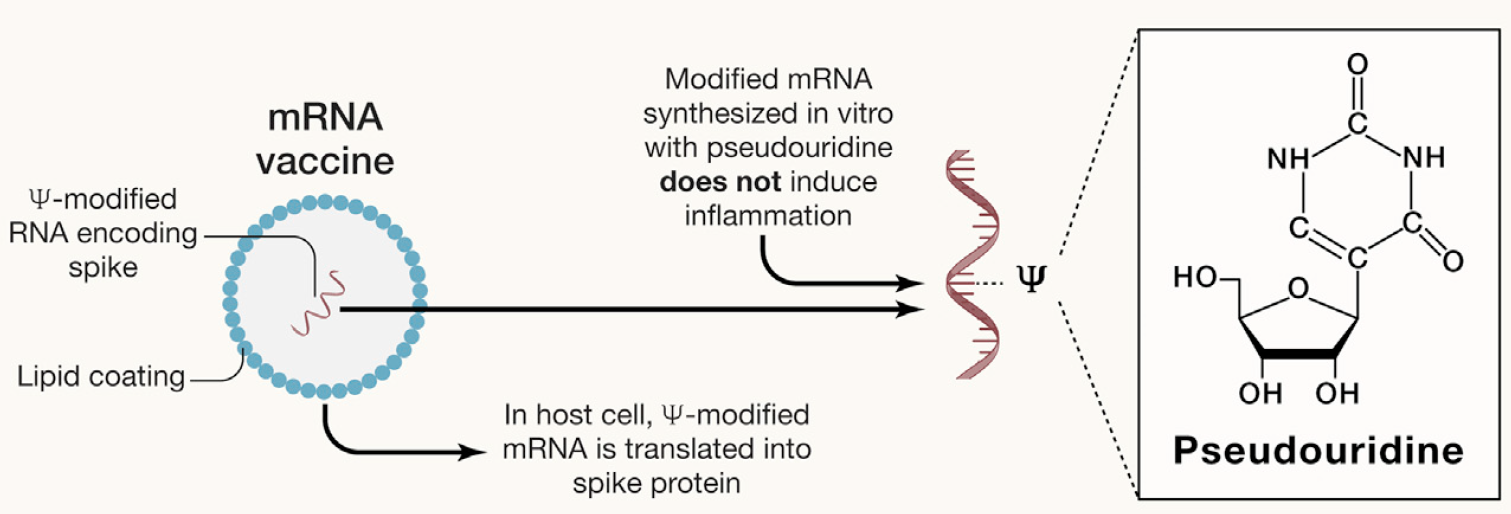 mRNA
vaccine
Ψ-modified
RNA encoding
spike
Lipid coating
In host cell, Ψ-modified
mRNA is translated into
spike protein
Modified mRNA
synthesized in vitro
with pseudouridine
does not induce
inflammation
Ψ
O
C
NH
NH
C
C
C
O
HO
O
OH
OH
Pseudouridine